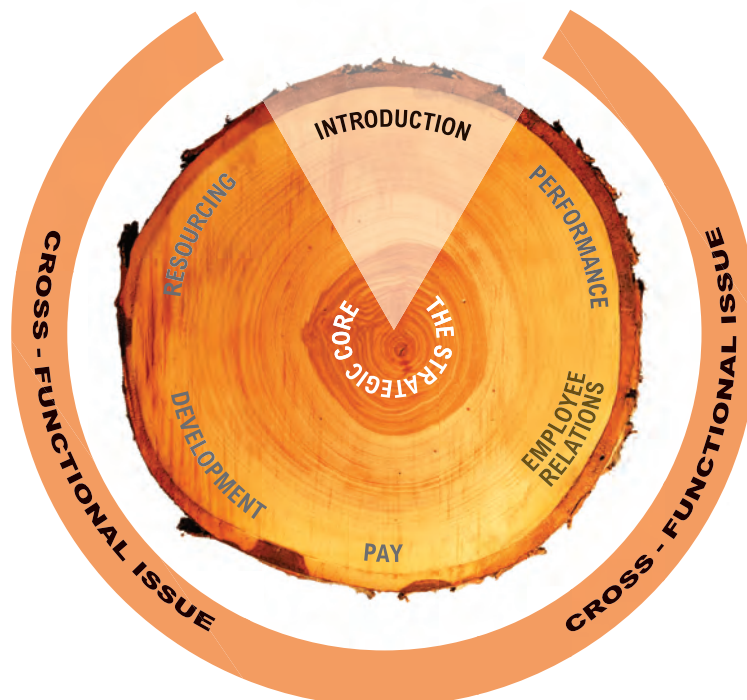 INTRODUCTION
PERFORMANCE
EMPLOYEE
RELATIONS
PAY
DEVELOPMENT
RESOURCING
THE STRATEGIC CORE
CROSS - FUNCTIONAL ISSUE
CROSS - FUNCTIONAL ISSUE